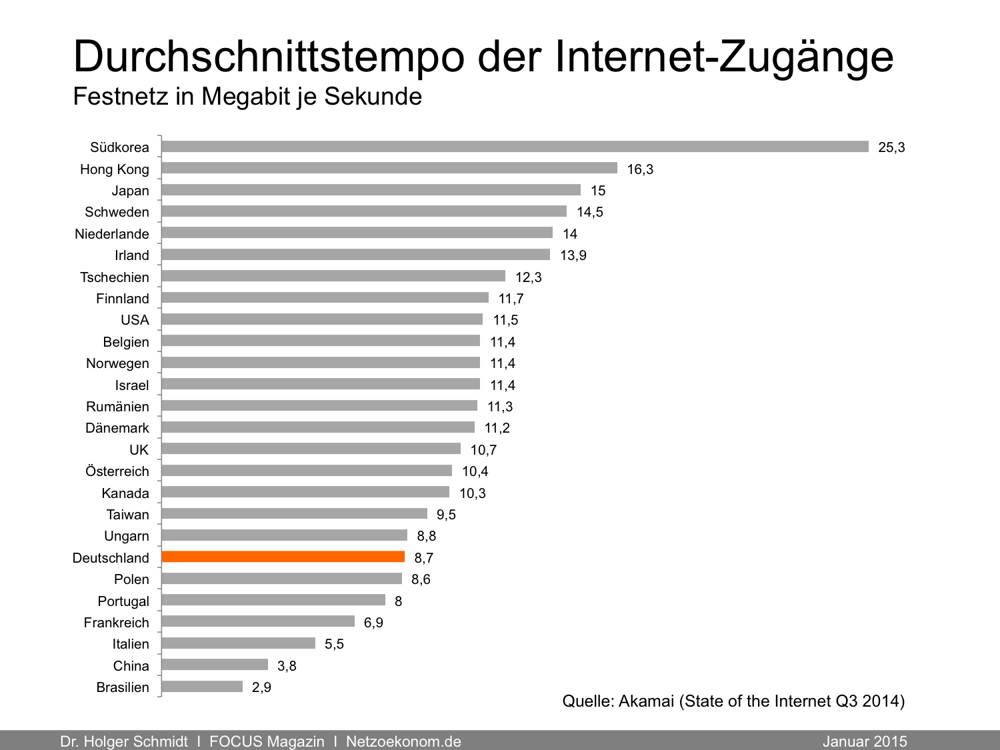 Durchschnittstempo der Internet-Zugänge
Festnetz in Megabit je Sekunde
Südkorea 25,3
Hong Kong 16,3
Japan 15
Schweden 14,5
Niederlande 14
Irland 13,9
Tschechien 12,3
Finnland 11,7
USA 11,5
Belgien 11,4
Norwegen 11,4
Israel 11,4
Rumänien 11,3
Dänemark 11,2
UK 10,7
Österreich 10,4
Kanada 10,3
Taiwan 9,5
Ungarn 8,8
Deutschland 8,7
Polen 8,6
Portugal 8
Frankreich 6,9
Italien 5,5
China 3,8
Brasilien 2,9
Quelle: Akamai (State of the Internet Q3 2014)
Dr. Holger Schmidt I FOCUS Magazin I Netzoekonom.de Januar 2015